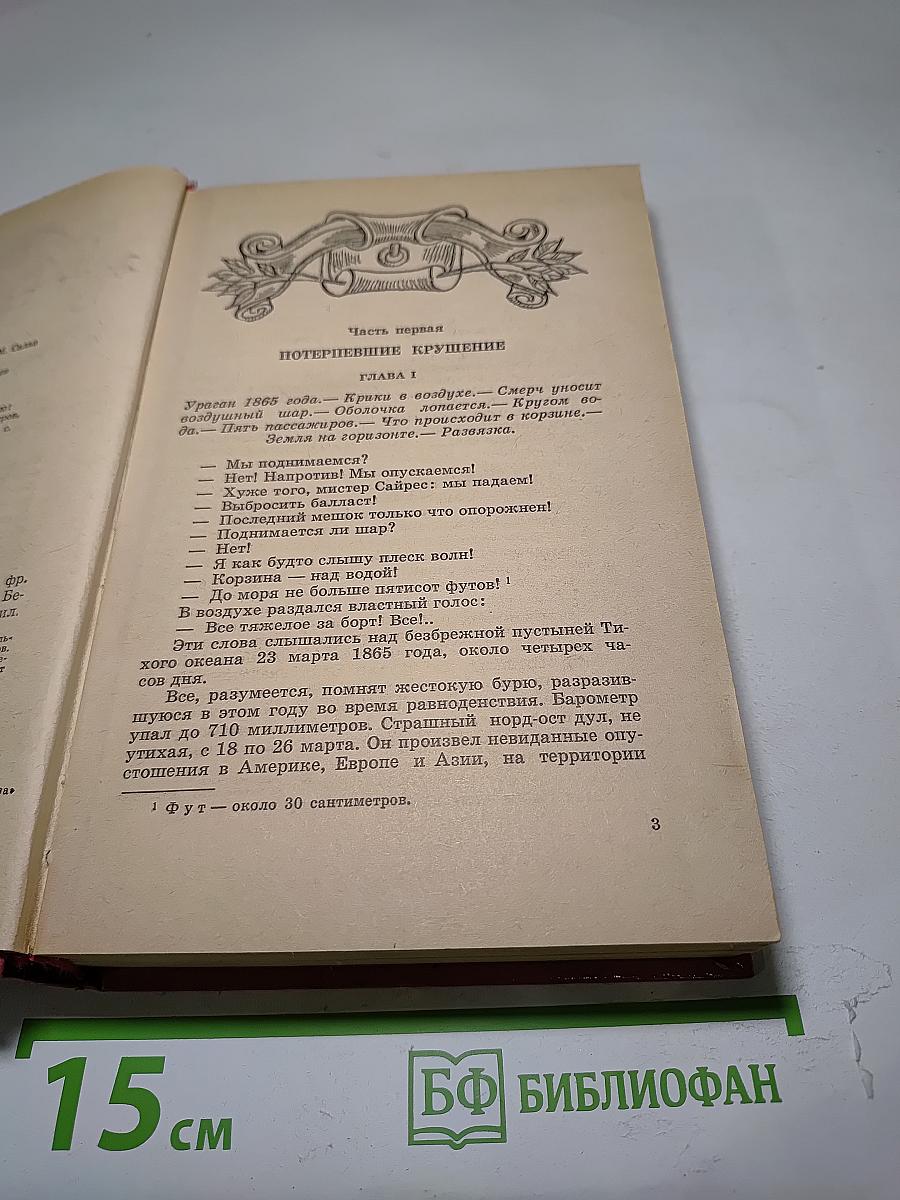 Часть первая
ПОТЕРПЕВШИЕ КРУШЕНИЕ
ГЛАВА I
Ураган 1865 года.— Крики в воздухе.— Смерч уносит
воздушный шар.— Оболочка лопается.— Кругом во-
да.— Пять пассажиров.— Что происходит в корзине.—
Земля на горизонте.— Развязка.
— Мы поднимаемся?
— Нет! Напротив! Мы опускаемся!
— Хуже того, мистер Сайрес: мы падаем!
— Выбросить балласт!
— Последний мешок только что опорожнен!
— Поднимается ли шар?
— Нет!
— Я как будто слышу плеск волн!
— Корзина — над водой!
— До моря не больше пятисот футов! ¹
В воздухе раздался властный голос:
— Все тяжелое за борт! Все!..
Эти слова слышались над безбрежной пустыней Ти-
хого океана 23 марта 1865 года, около четырех ча-
сов дня.
Все, разумеется, помнят жестокую бурю, разразив-
шуюся в этом году во время равноденствия. Барометр
упал до 710 миллиметров. Страшный норд-ост дул, не
утихая, с 18 по 26 марта. Он произвел невиданные опу-
стошения в Америке, Европе и Азии, на территории
¹ Фут — около 30 сантиметров.
3
фр.
Бе-
ил.
15 см
БФ БИБЛИОФАН